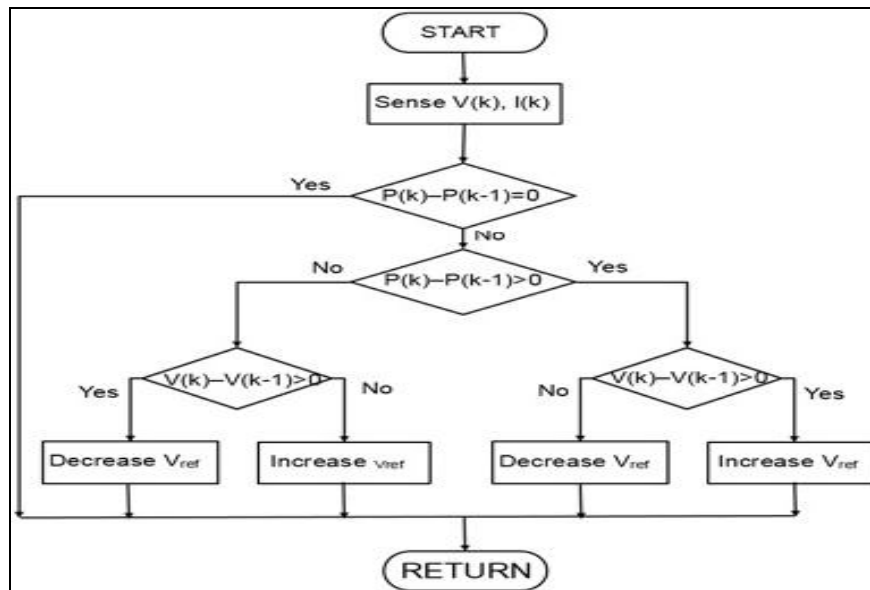 START
Sense V(k), I(k)
Yes
P(k)–P(k-1)=0
No
No
P(k)–P(k-1)>0
Yes
Yes
V(k)–V(k-1)>0
No
No
V(k)–V(k-1)>0
Yes
Decrease Vref
Increase Vref
Decrease Vref
Increase Vref
RETURN